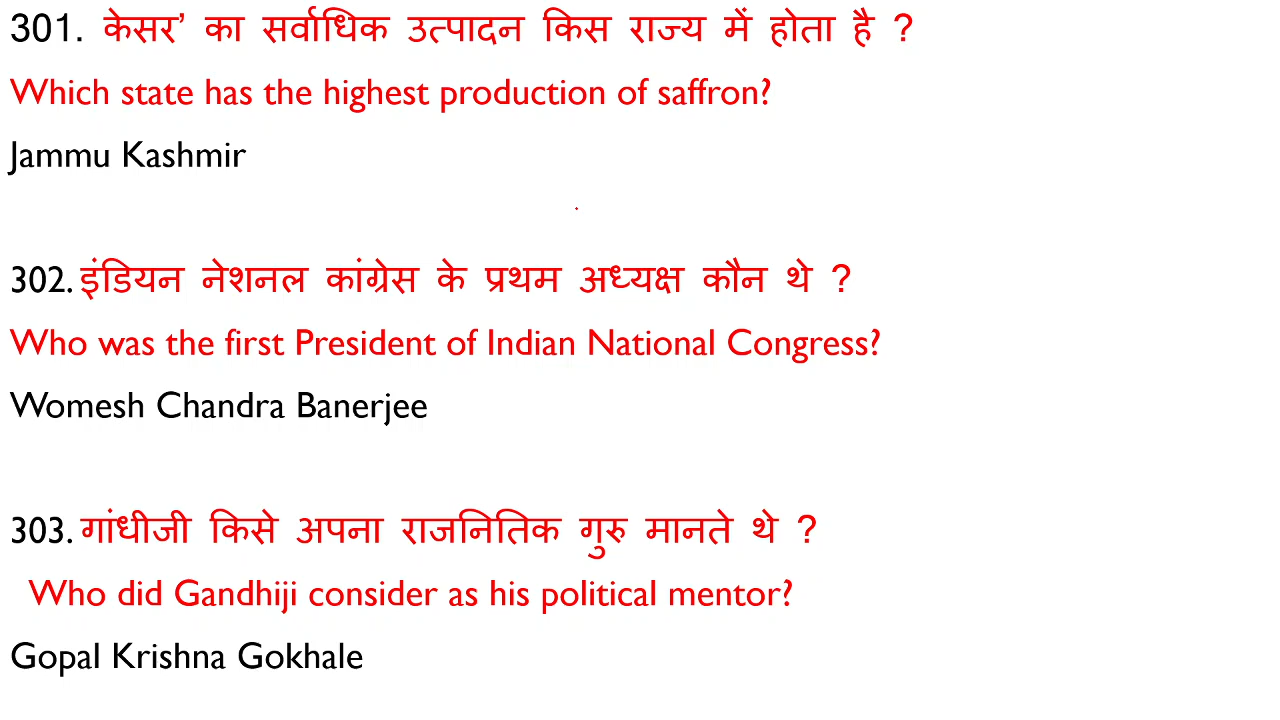 301. केसर’ का सर्वाधिक उत्पादन किस राज्य में होता है ?
Which state has the highest production of saffron?
Jammu Kashmir
302. इंडियन नेशनल कांग्रेस के प्रथम अध्यक्ष कौन थे ?
Who was the first President of Indian National Congress?
Womesh Chandra Banerjee
303. गांधीजी किसे अपना राजनितिक गुरु मानते थे ?
Who did Gandhiji consider as his political mentor?
Gopal Krishna Gokhale